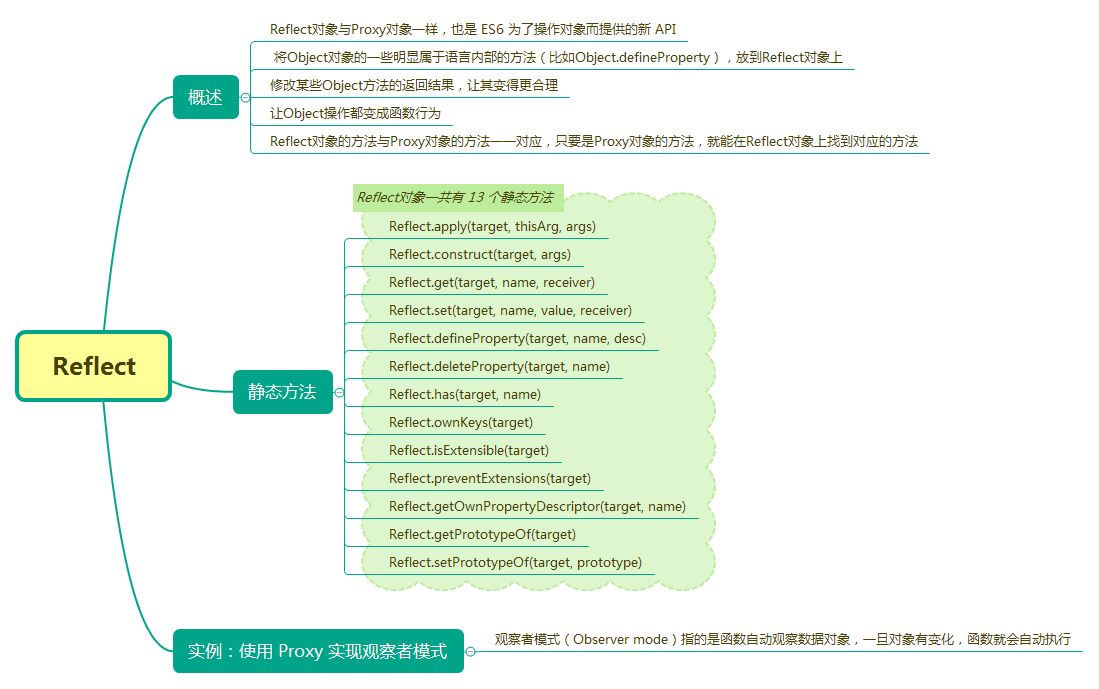 Reflect
概述
Reflect对象与Proxy对象一样，也是 ES6 为了操作对象而提供的新 API
将Object对象的一些明显属于语言内部的方法（比如Object.defineProperty），放到Reflect对象上
修改某些Object方法的返回结果，让其变得更合理
让Object操作都变成函数行为
Reflect对象的方法与Proxy对象的方法一一对应，只要是Proxy对象的方法，就能在Reflect对象上找到对应的方法
静态方法
Reflect对象一共有 13 个静态方法
Reflect.apply(target, thisArg, args)
Reflect.construct(target, args)
Reflect.get(target, name, receiver)
Reflect.set(target, name, value, receiver)
Reflect.defineProperty(target, name, desc)
Reflect.deleteProperty(target, name)
Reflect.has(target, name)
Reflect.ownKeys(target)
Reflect.isExtensible(target)
Reflect.preventExtensions(target)
Reflect.getOwnPropertyDescriptor(target, name)
Reflect.getPrototypeOf(target)
Reflect.setPrototypeOf(target, prototype)
实例：使用 Proxy 实现观察者模式
观察者模式（Observer mode）指的是函数自动观察数据对象，一旦对象有变化，函数就会自动执行